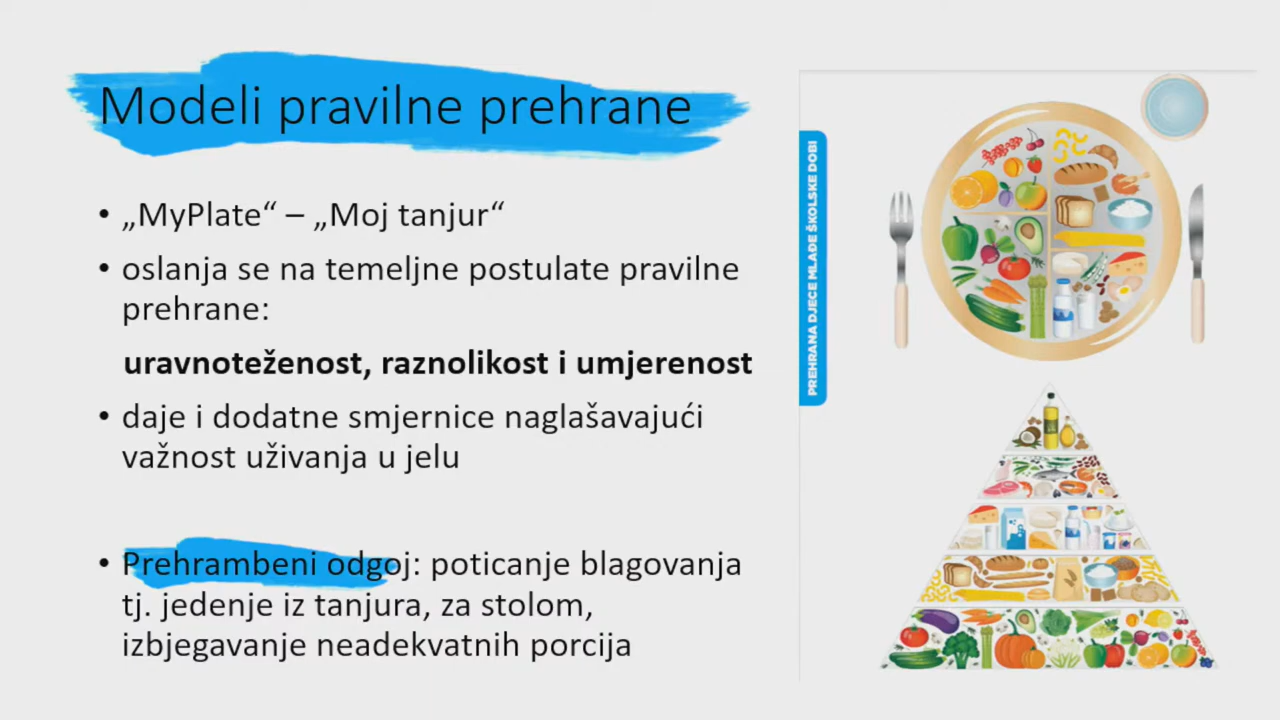 Modeli pravilne prehrane
• „MyPlate“ – „Moj tanjur“
• oslanja se na temeljne postulate pravilne
prehrane:
uravnoteženost, raznolikost i umjerenost
• daje i dodatne smjernice naglašavajući
važnost uživanja u jelu
• Prehrambeni odgoj: poticanje blagovanja
tj. jedenje iz tanjura, za stolom,
izbjegavanje neadekvatnih porcija
PREHRANA DJECE MLAĐE ŠKOLSKE DOBI